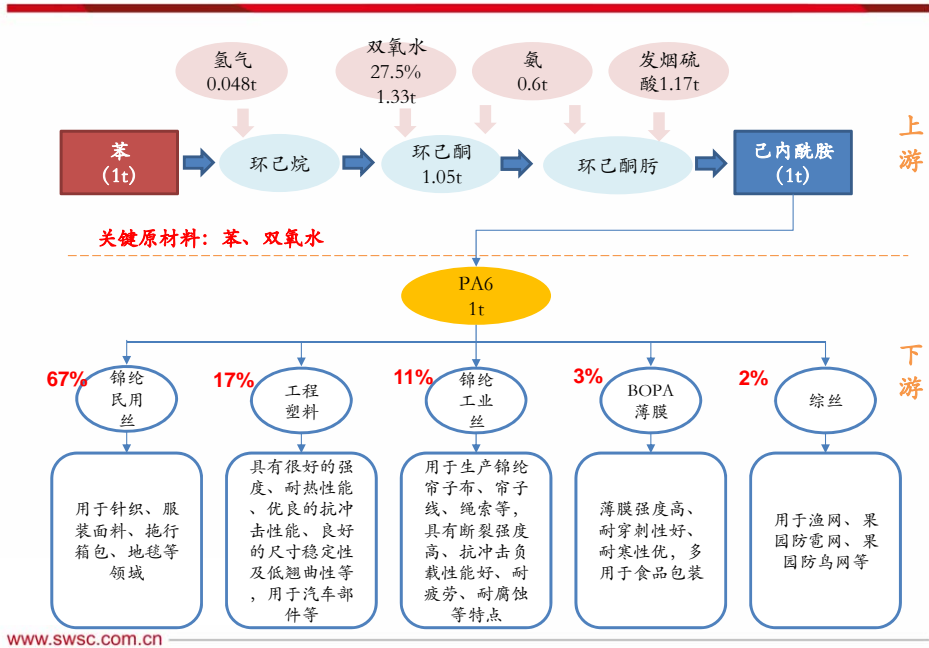 氢气
0.048t
双氧水
27.5%
1.33t
氨
0.6t
发烟硫
酸1.17t
苯
(1t)
环己烷
环己酮
1.05t
环己酮肟
己内酰胺
(1t)
上
游
关键原材料：苯、双氧水
PA6
1t
下
游
67%
锦纶
民用
丝
17%
工程
塑料
11%
锦纶
工业
丝
3%
BOPA
薄膜
2%
综丝
用于针织、服
装面料、拖行
箱包、地毯等
领域
具有很好的强
度、耐热性能
、优良的抗冲
击性能、良好
的尺寸稳定性
及低翘曲性等
，用于汽车部
件等
用于生产锦纶
帘子布、帘子
线、绳索等，
具有断裂强度
高、抗冲击负
载性能好、耐
疲劳、耐腐蚀
等特点
薄膜强度高、
耐穿刺性好、
耐寒性优，多
用于食品包装
用于渔网、果
园防雹网、果
园防鸟网等
www.swsc.com.cn